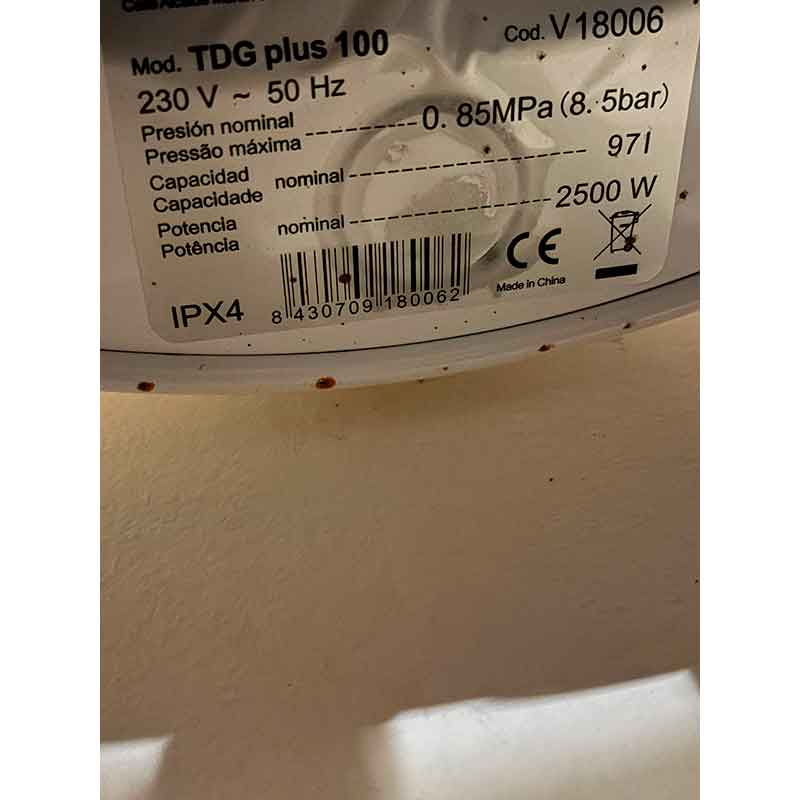 Mod. TDG plus 100 Cod. V18006
230 V ~ 50 Hz
Presión nominal
Pressão máxima ---------- 0. 85MPa (8. 5bar)
Capacidad
Capacidade nominal ---------- 97l
Potencia
Potência nominal ---------- 2500 W
IPX4 8 430709 180062 CE Made in China